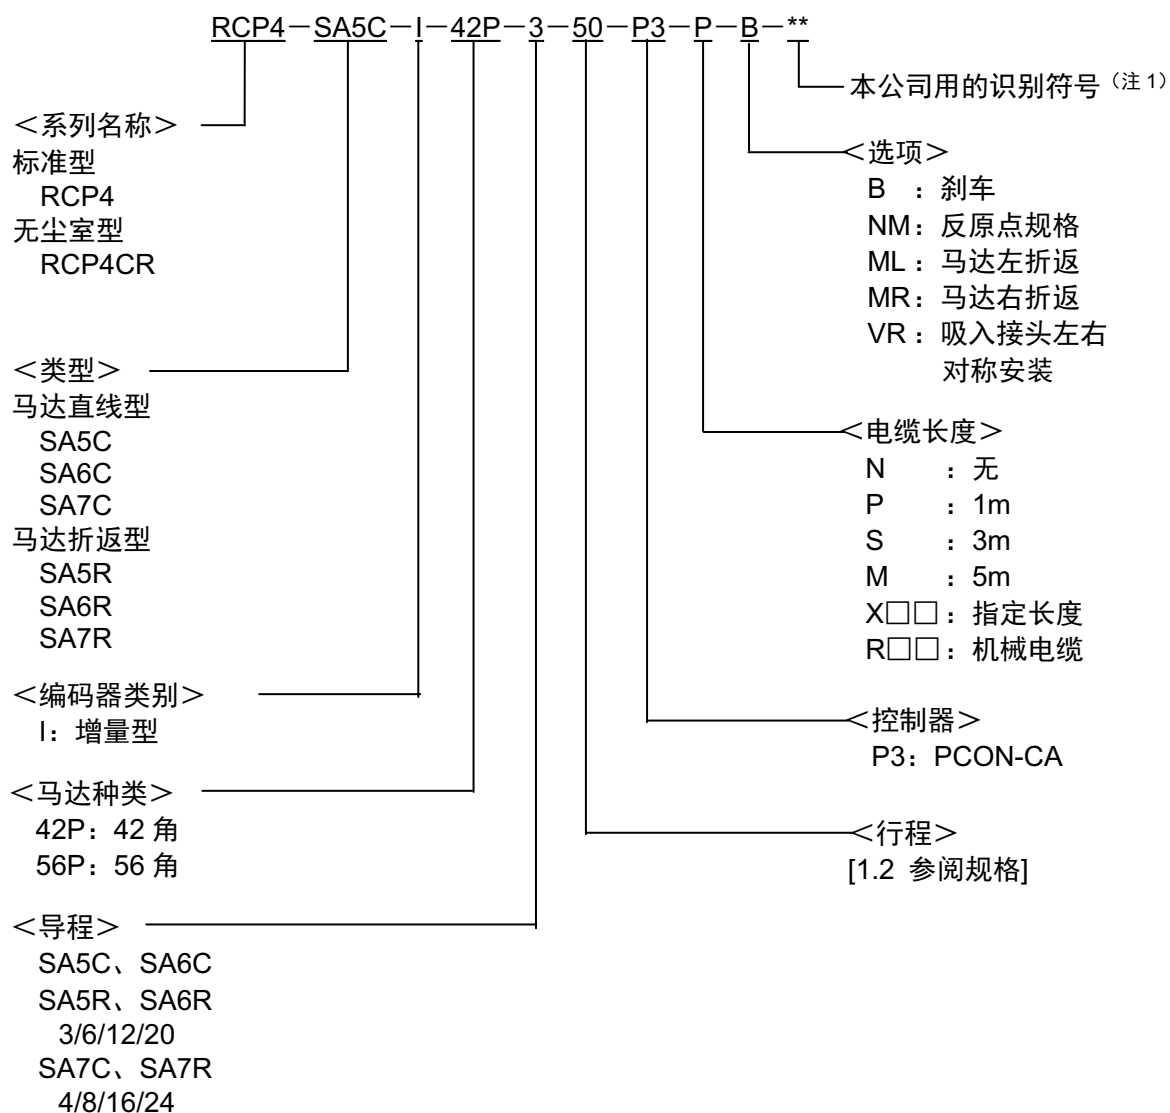 RCP4－SA5C－I－42P－3－50－P3－P－B－**
本公司用的识别符号（注 1）
＜系列名称＞
标准型
RCP4
无尘室型
RCP4CR
＜类型＞
马达直线型
SA5C
SA6C
SA7C
马达折返型
SA5R
SA6R
SA7R
＜编码器类别＞
I：增量型
＜马达种类＞
42P：42 角
56P：56 角
＜导程＞
SA5C、SA6C
SA5R、SA6R
3/6/12/20
SA7C、SA7R
4/8/16/24
＜选项＞
B ：刹车
NM：反原点规格
ML：马达左折返
MR：马达右折返
VR：吸入接头左右
对称安装
＜电缆长度＞
N ：无
P ：1m
S ：3m
M ：5m
X□□：指定长度
R□□：机械电缆
＜控制器＞
P3：PCON-CA
＜行程＞
[1.2 参阅规格]